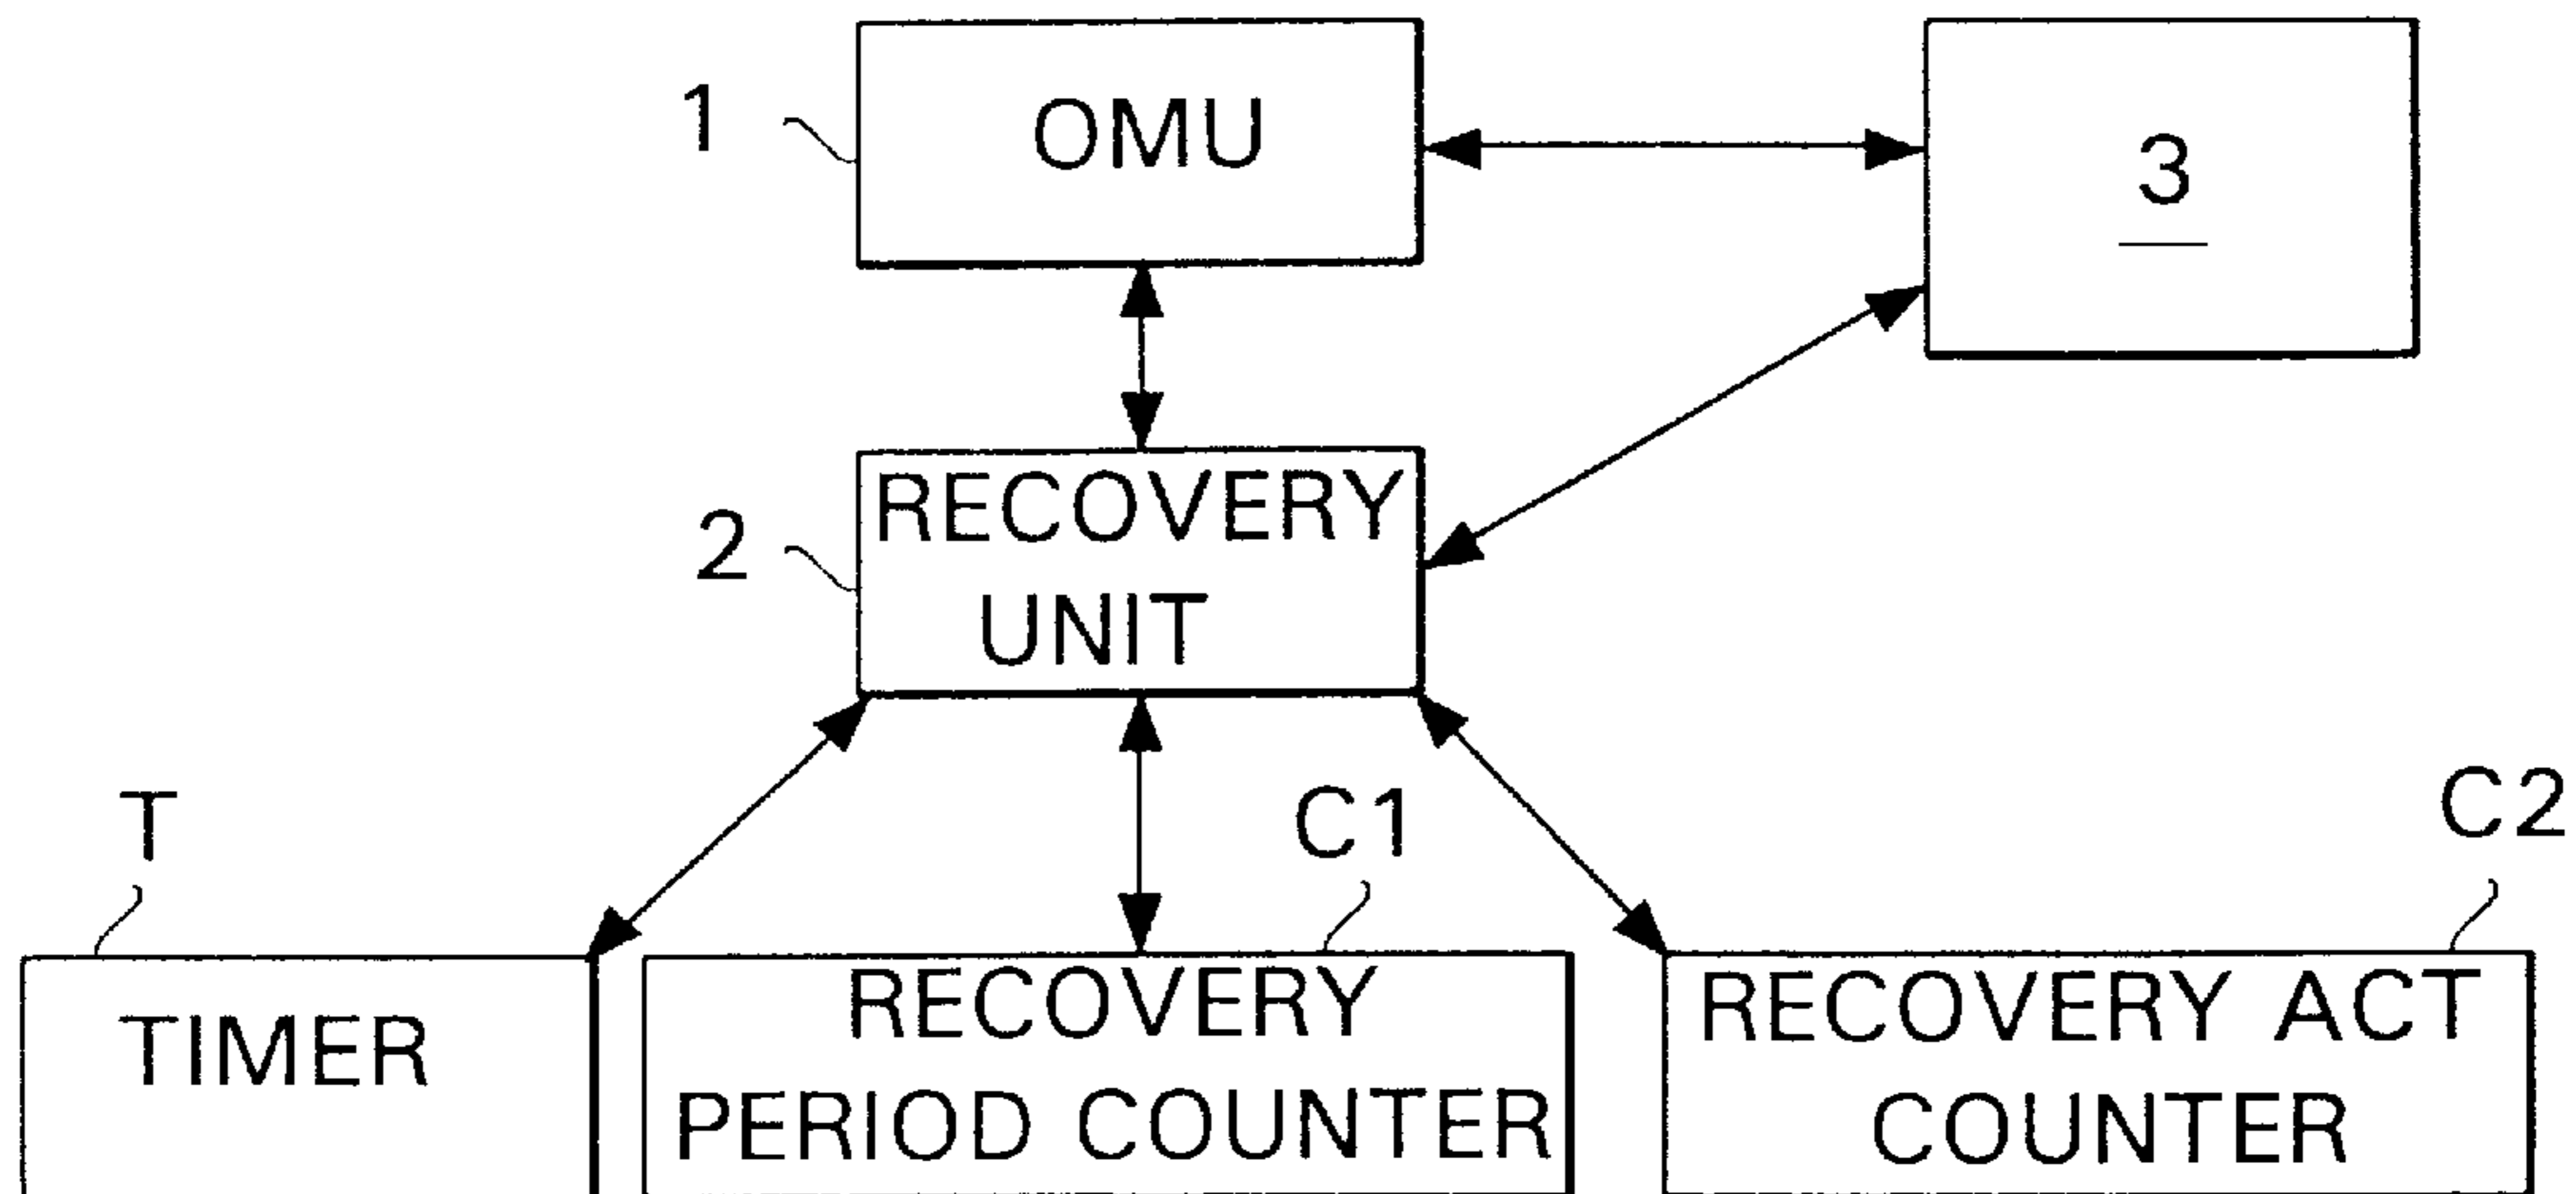 1
OMU
3
2
RECOVERY
UNIT
T
C1
C2
TIMER
RECOVERY
PERIOD COUNTER
RECOVERY ACT
COUNTER